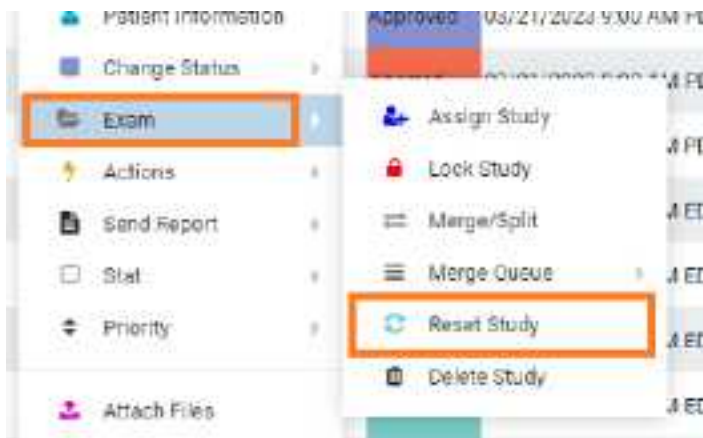 Patient Information
Approved 03/21/2023 9:00 AM
Change Status
Exam
Assign Study
Actions
Lock Study
Send Report
Merge/Split
Stat
Merge Queue
Priority
Reset Study
Delete Study
Attach Files